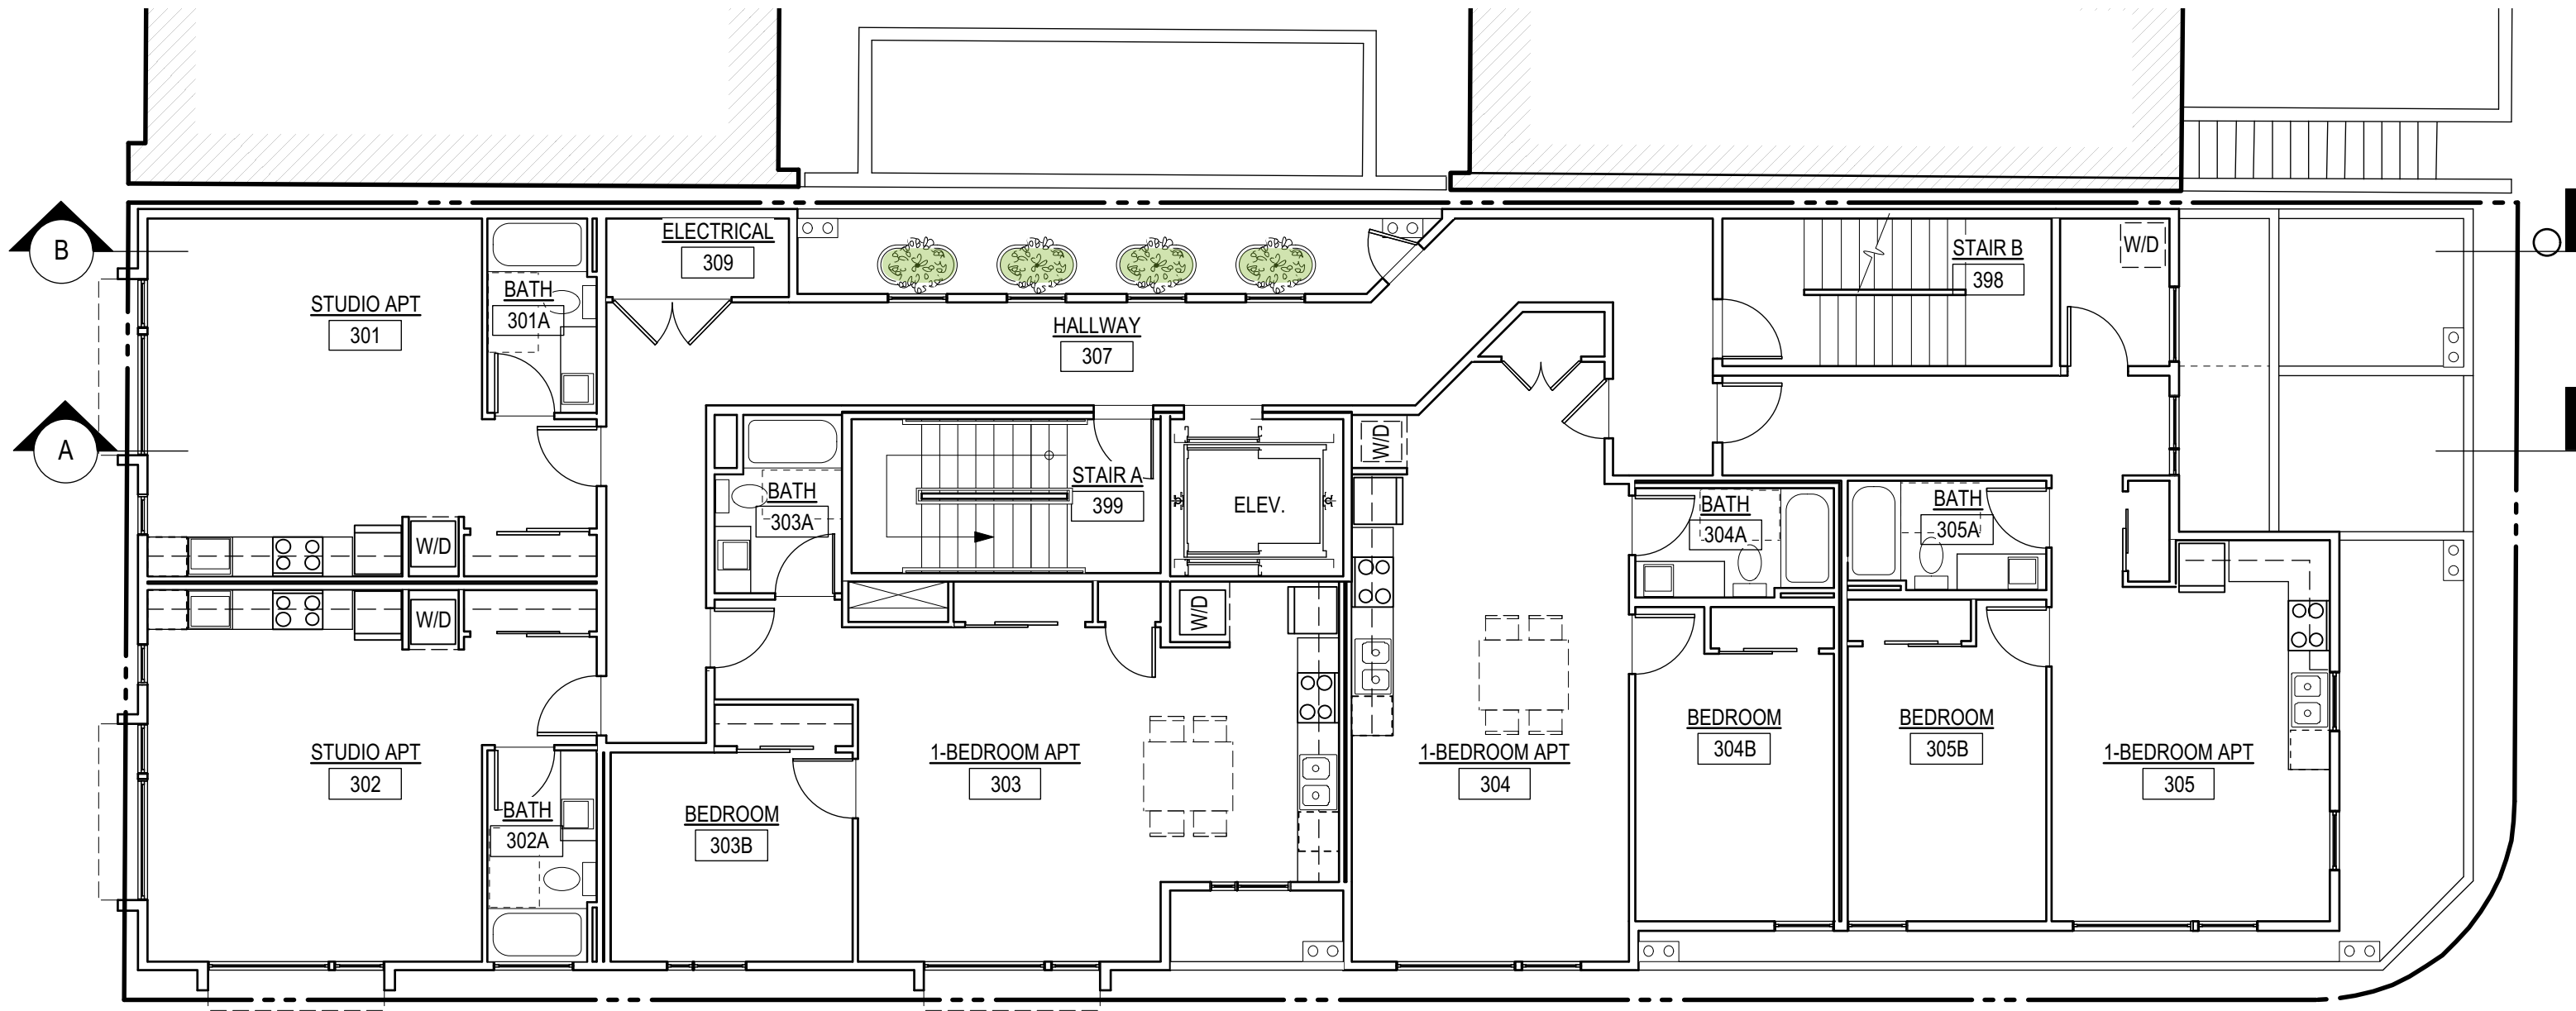 B
A
STUDIO APT
301
BATH
301A
ELECTRICAL
309
HALLWAY
307
STAIR B
398
W/D
W/D
W/D
STUDIO APT
302
BATH
302A
BATH
303A
STAIR A
399
ELEV.
W/D
W/D
BEDROOM
303B
1-BEDROOM APT
303
1-BEDROOM APT
304
BATH
304A
BATH
305A
BEDROOM
304B
BEDROOM
305B
1-BEDROOM APT
305